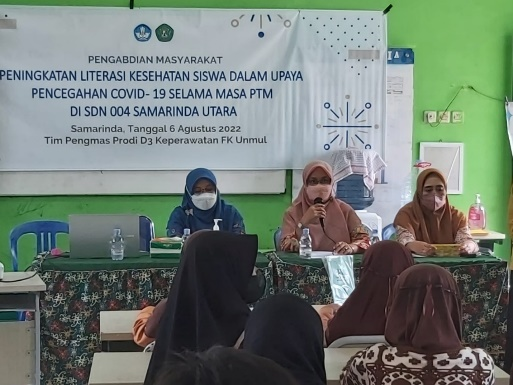 PENGABDIAN MASYARAKAT
PENINGKATAN LITERASI KESEHATAN SISWA DALAM UPAYA
PENCEGAHAN COVID- 19 SELAMA MASA PTM
DI SDN 004 SAMARINDA UTARA
Samarinda, Tanggal 6 Agustus 2022
Tim Pengmas Prodi D3 Keperawatan FK Unmul